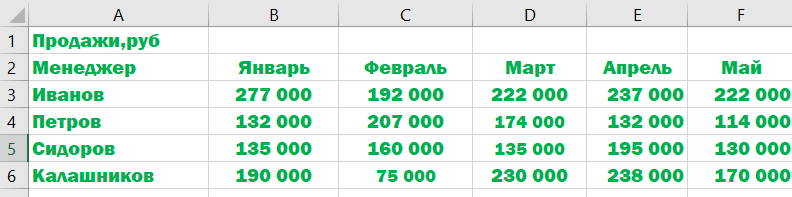 A B C D E F
1 Продажи,руб
2 Менеджер Январь Февраль Март Апрель Май
3 Иванов 277 000 192 000 222 000 237 000 222 000
4 Петров 132 000 207 000 174 000 132 000 114 000
5 Сидоров 135 000 160 000 135 000 195 000 130 000
6 Калашников 190 000 75 000 230 000 238 000 170 000